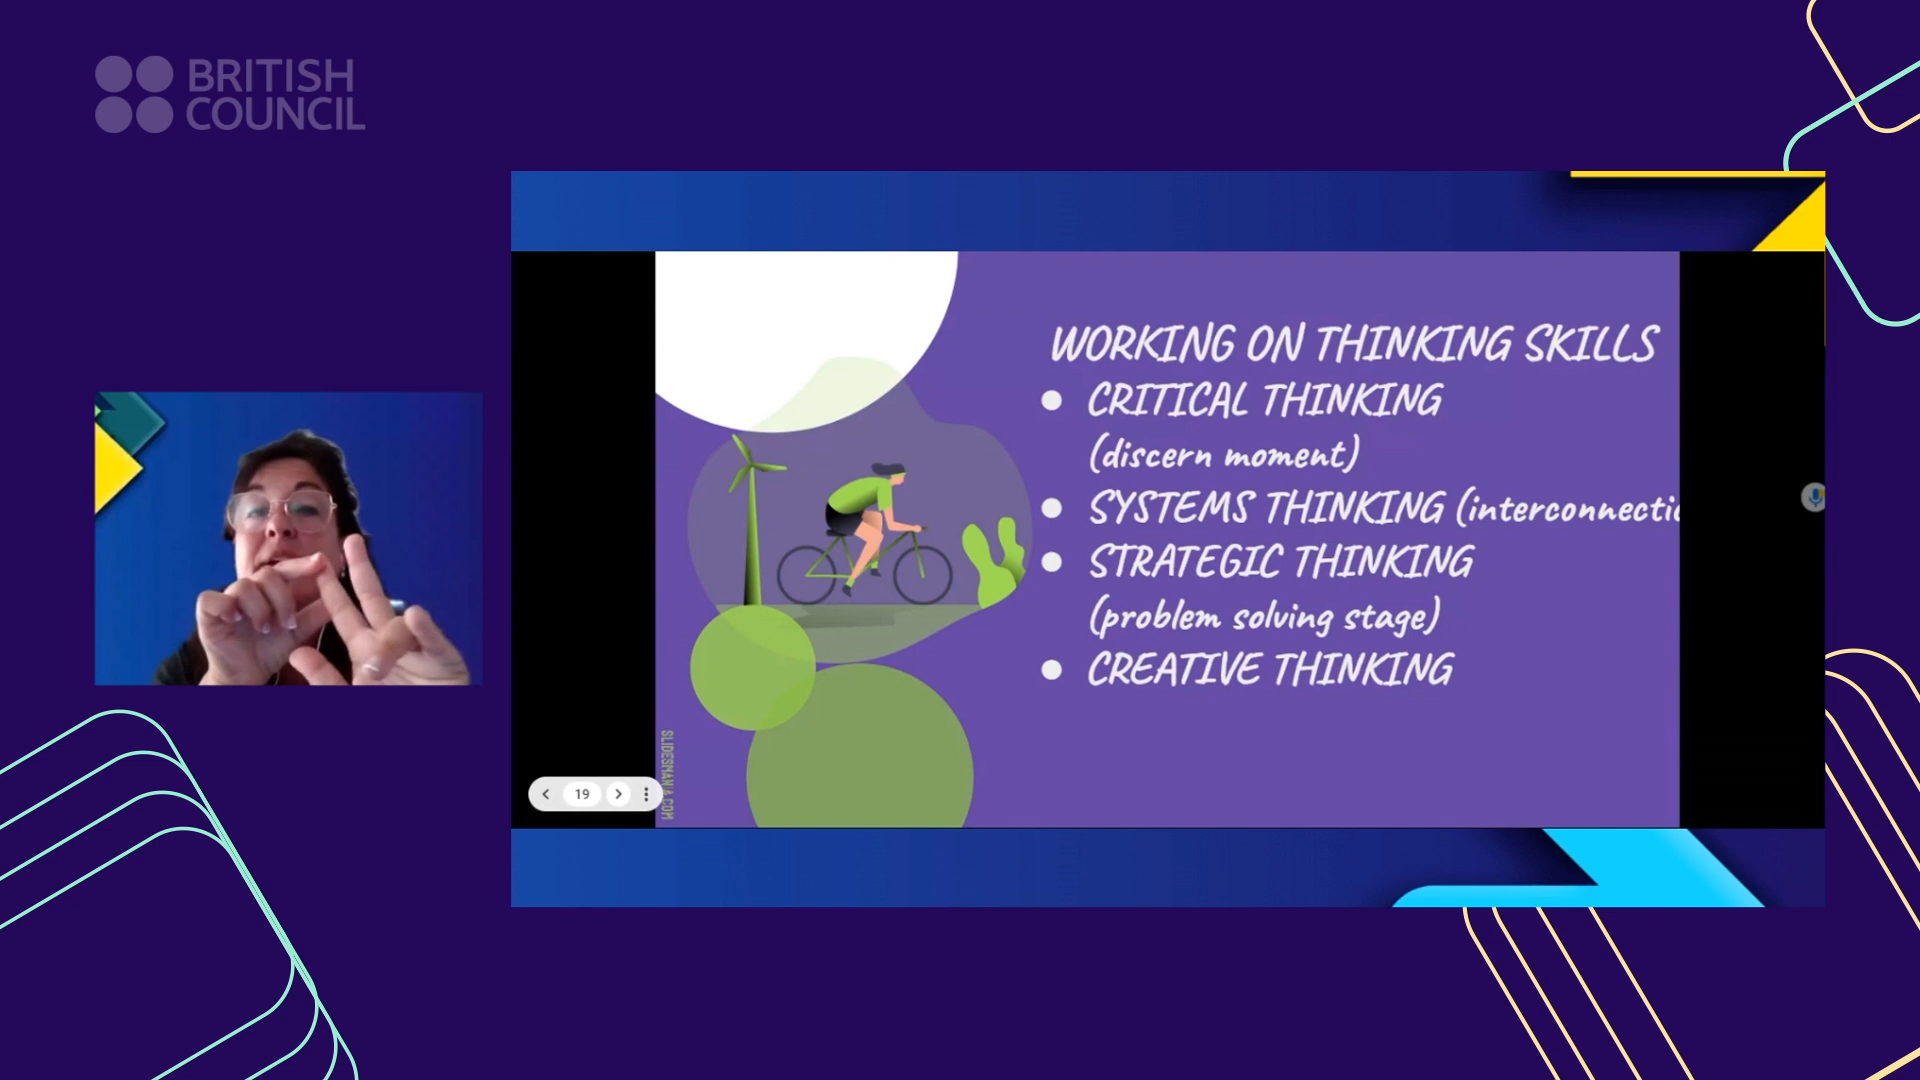 BRITISH
COUNCIL
WORKING ON THINKING SKILLS
CRITICAL THINKING
(discern moment)
SYSTEMS THINKING (interconnectio
STRATEGIC THINKING
(problem solving stage)
CREATIVE THINKING
SLIDESMANIA.COM
19